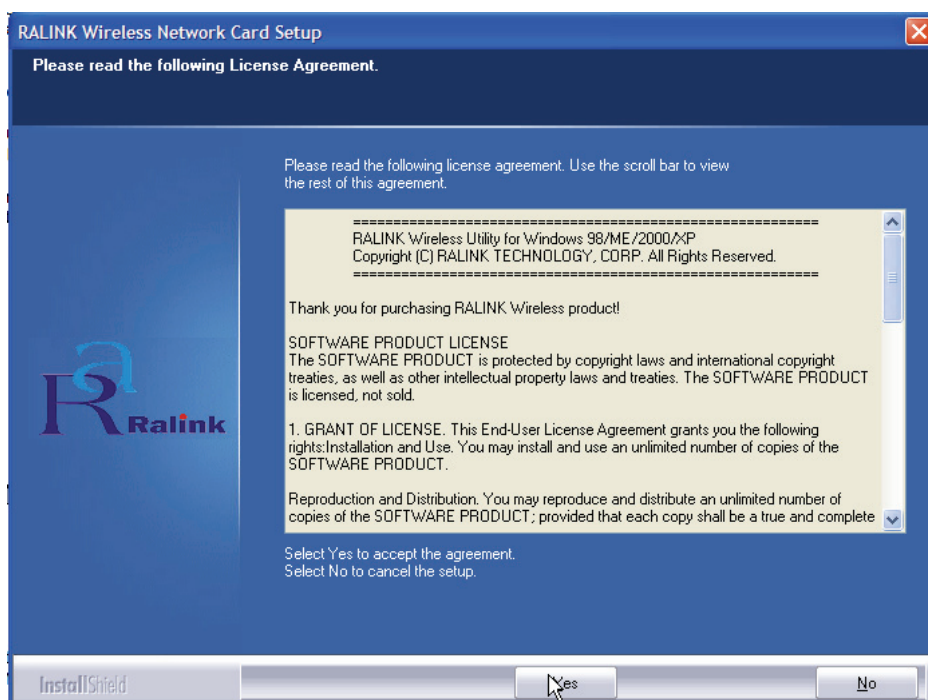 RALINK Wireless Network Card Setup
Please read the following License Agreement.
Please read the following license agreement. Use the scroll bar to view
the rest of this agreement.
==========================================================
RALINK Wireless Utility for Windows 98/ME/2000/XP
Copyright (C) RALINK TECHNOLOGY, CORP. All Rights Reserved.
==========================================================
Thank you for purchasing RALINK Wireless product!
SOFTWARE PRODUCT LICENSE
The SOFTWARE PRODUCT is protected by copyright laws and international copyright
treaties, as well as other intellectual property laws and treaties. The SOFTWARE PRODUCT
is licensed, not sold.
1. GRANT OF LICENSE. This End-User License Agreement grants you the following
rights:Installation and Use. You may install and use an unlimited number of copies of the
SOFTWARE PRODUCT.
Reproduction and Distribution. You may reproduce and distribute an unlimited number of
copies of the SOFTWARE PRODUCT; provided that each copy shall be a true and complete
Ra
Ralink
Select Yes to accept the agreement.
Select No to cancel the setup.
InstallShield
Yes
No